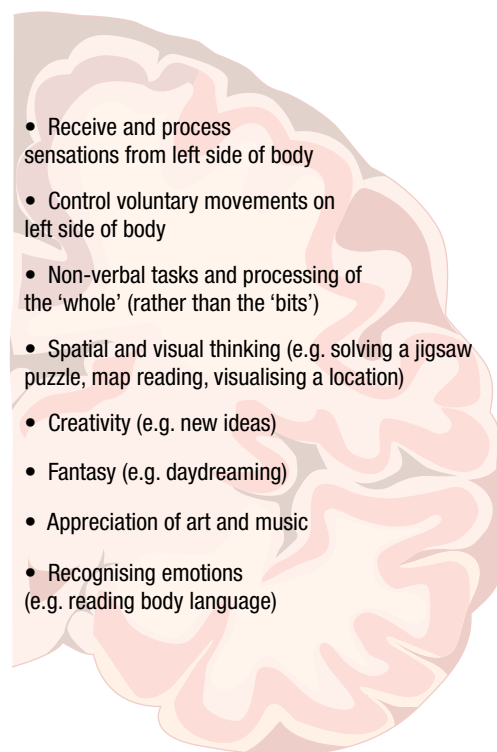 • Receive and process
sensations from left side of body
• Control voluntary movements on
left side of body
• Non-verbal tasks and processing of
the ‘whole’ (rather than the ‘bits’)
• Spatial and visual thinking (e.g. solving a jigsaw
puzzle, map reading, visualising a location)
• Creativity (e.g. new ideas)
• Fantasy (e.g. daydreaming)
• Appreciation of art and music
• Recognising emotions
(e.g. reading body language)